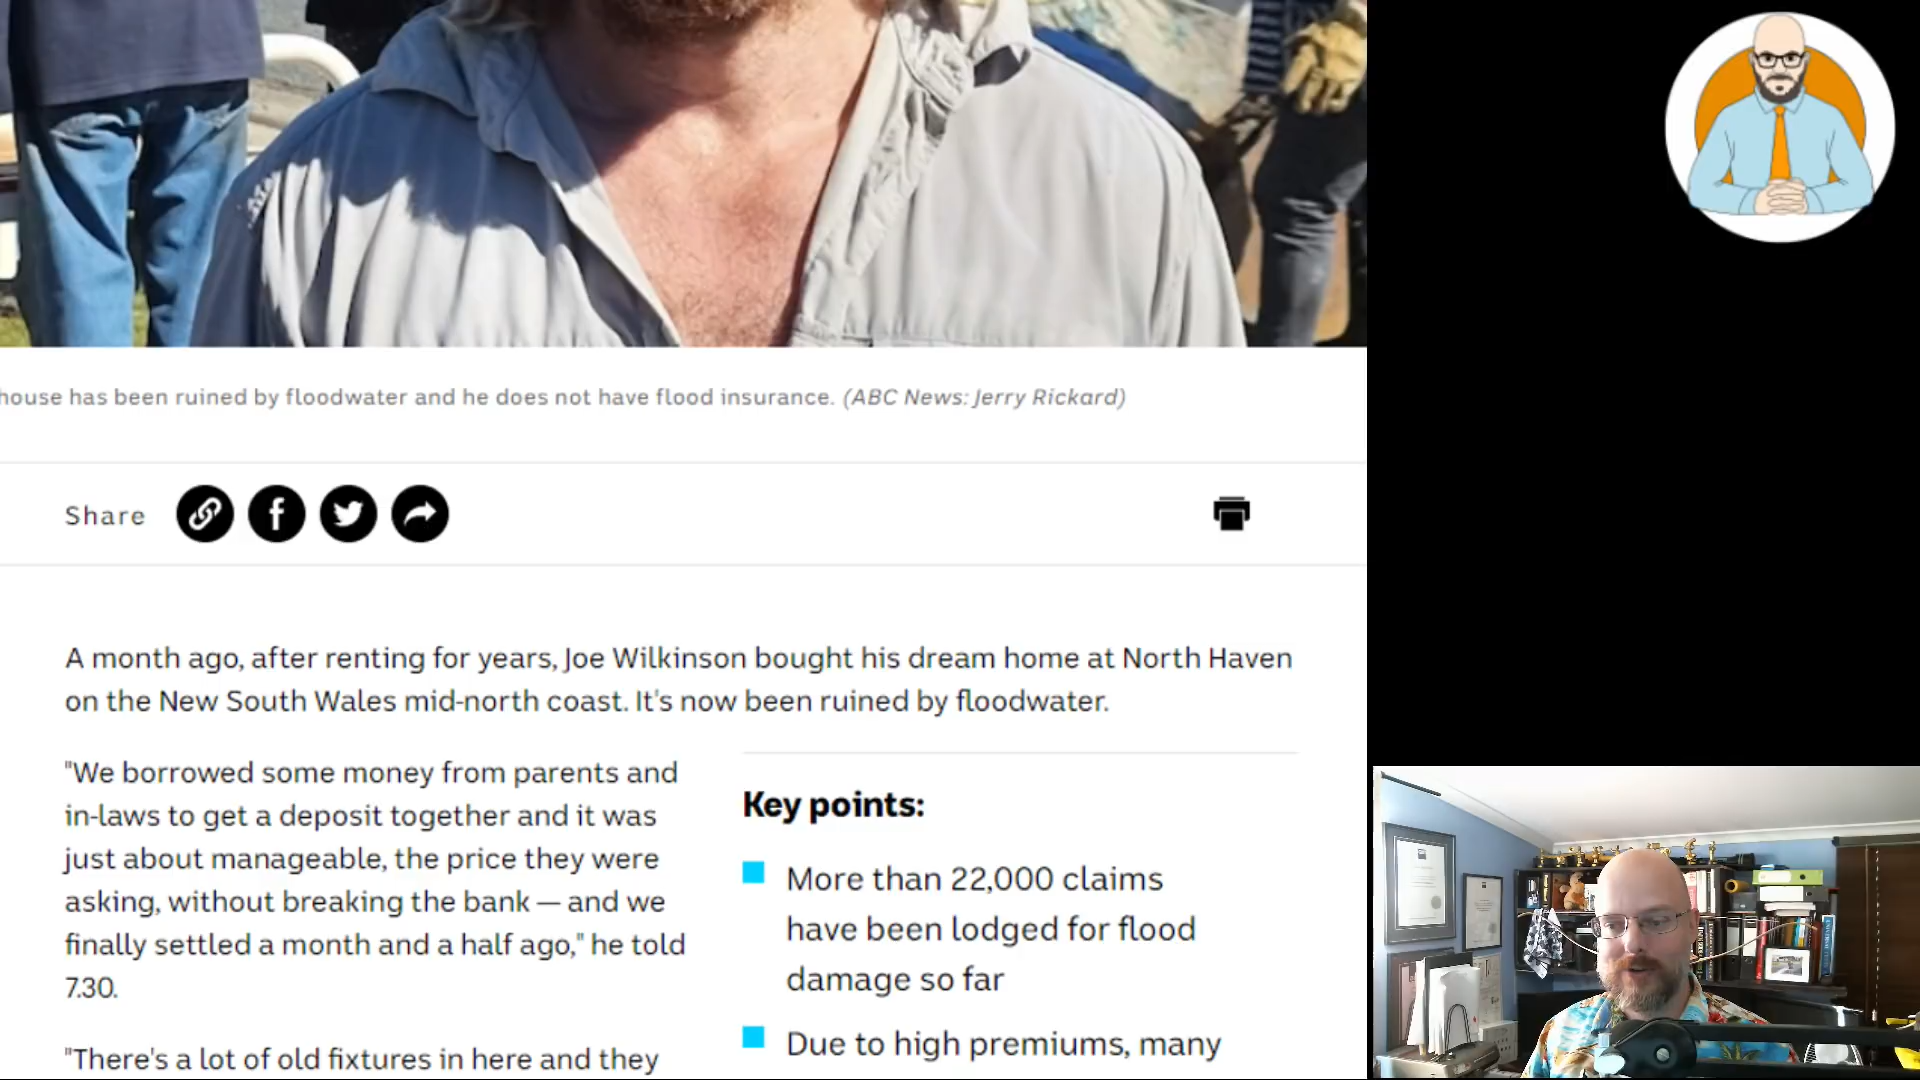 house has been ruined by floodwater and he does not have flood insurance. (ABC News: Jerry Rickard)
Share
A month ago, after renting for years, Joe Wilkinson bought his dream home at North Haven
on the New South Wales mid-north coast. It's now been ruined by floodwater.
"We borrowed some money from parents and
in-laws to get a deposit together and it was
just about manageable, the price they were
asking, without breaking the bank — and we
finally settled a month and a half ago," he told
7.30.
"There's a lot of old fixtures in here and they
Key points:
More than 22,000 claims
have been lodged for flood
damage so far
Due to high premiums, many